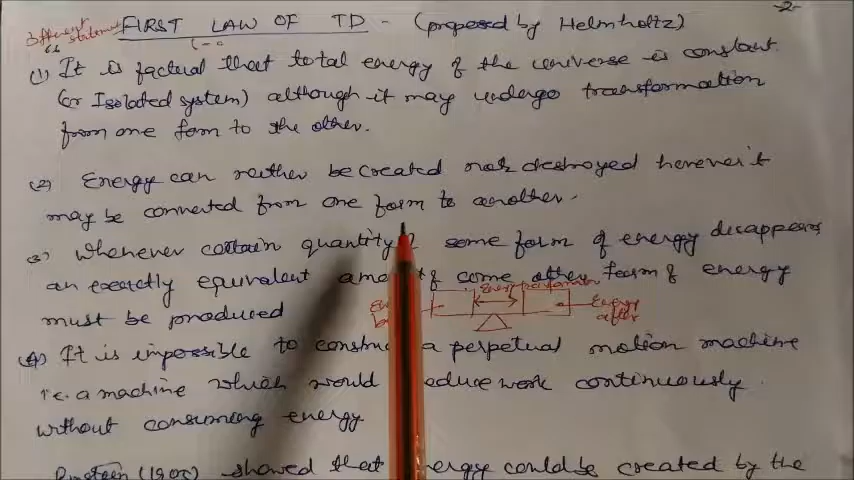 -2-
Different statements
FIRST LAW OF TD - (proposed by Helmholtz)
(1) It is factual that total energy of the universe is constant
(or Isolated system) although it may undergo transformation
from one form to the other.
(2) Energy can neither be created nor destroyed however it
may be converted from one form to another.
(3) Whenever certain quantity of some form of energy disappears
an exactly equivalent amount of some other form of energy
must be produced
Energy transformation
Energy after
(4) It is impossible to construct a perpetual motion machine
i.e. a machine which would produce work continuously
without consuming energy
Einstein (1905) showed that energy could be created by the